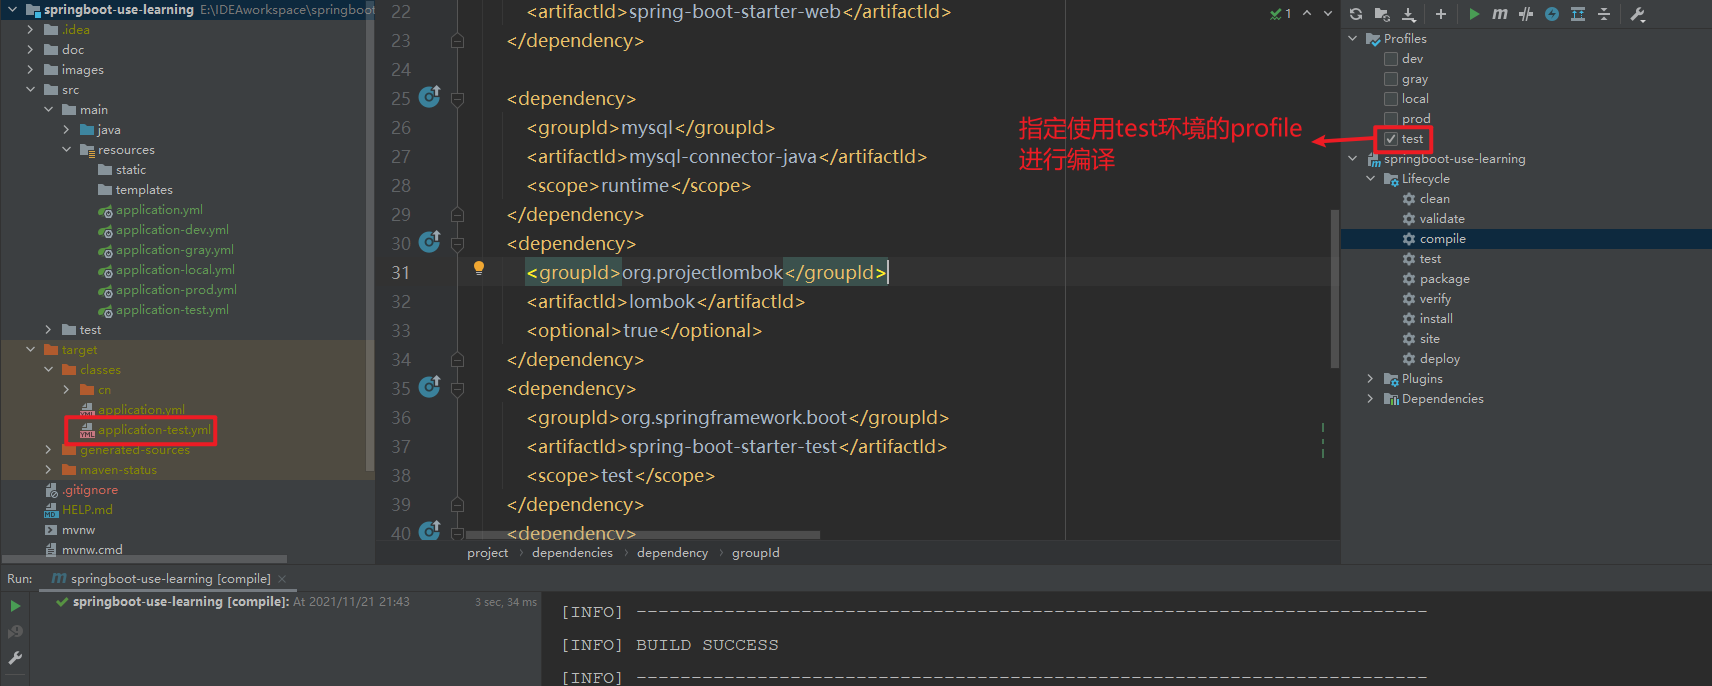 springboot-use-learning E:\IDEAworkspace\springboot
.idea
doc
images
src
main
java
resources
static
templates
application.yml
application-dev.yml
application-gray.yml
application-local.yml
application-prod.yml
application-test.yml
test
target
classes
cn
application.yml
application-test.yml
generated-sources
maven-status
.gitignore
HELP.md
mvnw
mvnw.cmd
22 <artifactId>spring-boot-starter-web</artifactId>
23 </dependency>
24
25 <dependency>
26 <groupId>mysql</groupId>
27 <artifactId>mysql-connector-java</artifactId>
28 <scope>runtime</scope>
29 </dependency>
30 <dependency>
31 <groupId>org.projectlombok</groupId>
32 <artifactId>lombok</artifactId>
33 <optional>true</optional>
34 </dependency>
35 <dependency>
36 <groupId>org.springframework.boot</groupId>
37 <artifactId>spring-boot-starter-test</artifactId>
38 <scope>test</scope>
39 </dependency>
40 <dependency>
1
指定使用test环境的profile
进行编译
project › dependencies › dependency › groupId
Profiles
dev
gray
local
prod
test
springboot-use-learning
Lifecycle
clean
validate
compile
test
package
verify
install
site
deploy
Plugins
Dependencies
Run: springboot-use-learning [compile] ×
springboot-use-learning [compile]: At 2021/11/21 21:43 3 sec, 34 ms
[INFO] ------------------------------------------------------------------------
[INFO] BUILD SUCCESS
[INFO] ------------------------------------------------------------------------